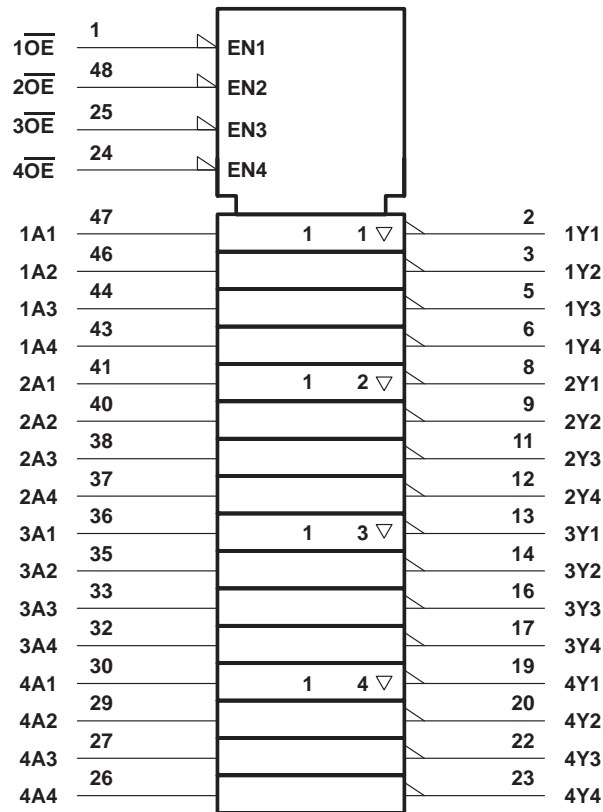 1O̅E̅ 1 EN1
2O̅E̅ 48 EN2
3O̅E̅ 25 EN3
4O̅E̅ 24 EN4
1A1 47 1 1 ▽ 2 1Y1
1A2 46 3 1Y2
1A3 44 5 1Y3
1A4 43 6 1Y4
2A1 41 1 2 ▽ 8 2Y1
2A2 40 9 2Y2
2A3 38 11 2Y3
2A4 37 12 2Y4
3A1 36 1 3 ▽ 13 3Y1
3A2 35 14 3Y2
3A3 33 16 3Y3
3A4 32 17 3Y4
4A1 30 1 4 ▽ 19 4Y1
4A2 29 20 4Y2
4A3 27 22 4Y3
4A4 26 23 4Y4